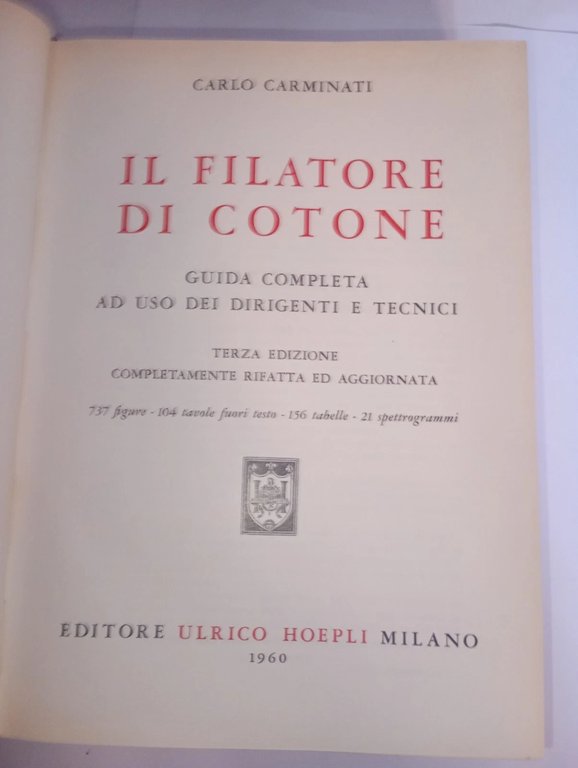 CARLO CARMINATI
IL FILATORE
DI COTONE
GUIDA COMPLETA
AD USO DEI DIRIGENTI E TECNICI
TERZA EDIZIONE
COMPLETAMENTE RIFATTA ED AGGIORNATA
737 figure - 104 tavole fuori testo - 156 tabelle - 21 spettrogrammi
EDITORE ULRICO HOEPLI MILANO
1960